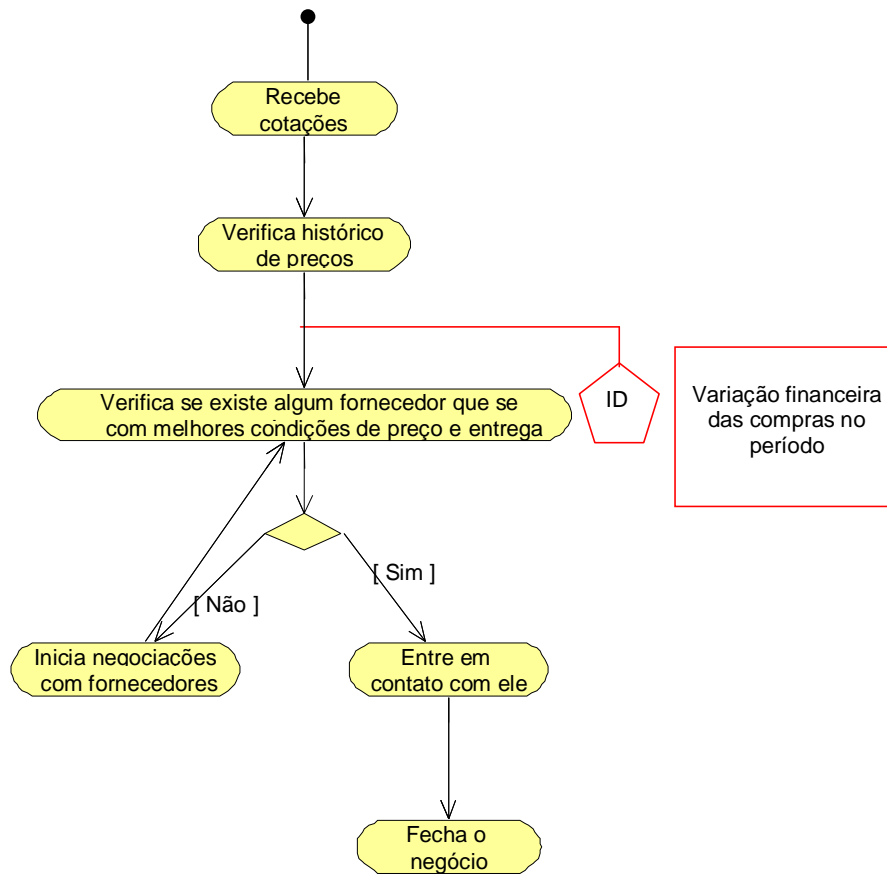 Recebe
cotações
Verifica histórico
de preços
Verifica se existe algum fornecedor que se
com melhores condições de preço e entrega
ID
Variação financeira
das compras no
período
[ Sim ]
[ Não ]
Inicia negociações
com fornecedores
Entre em
contato com ele
Fecha o
negócio